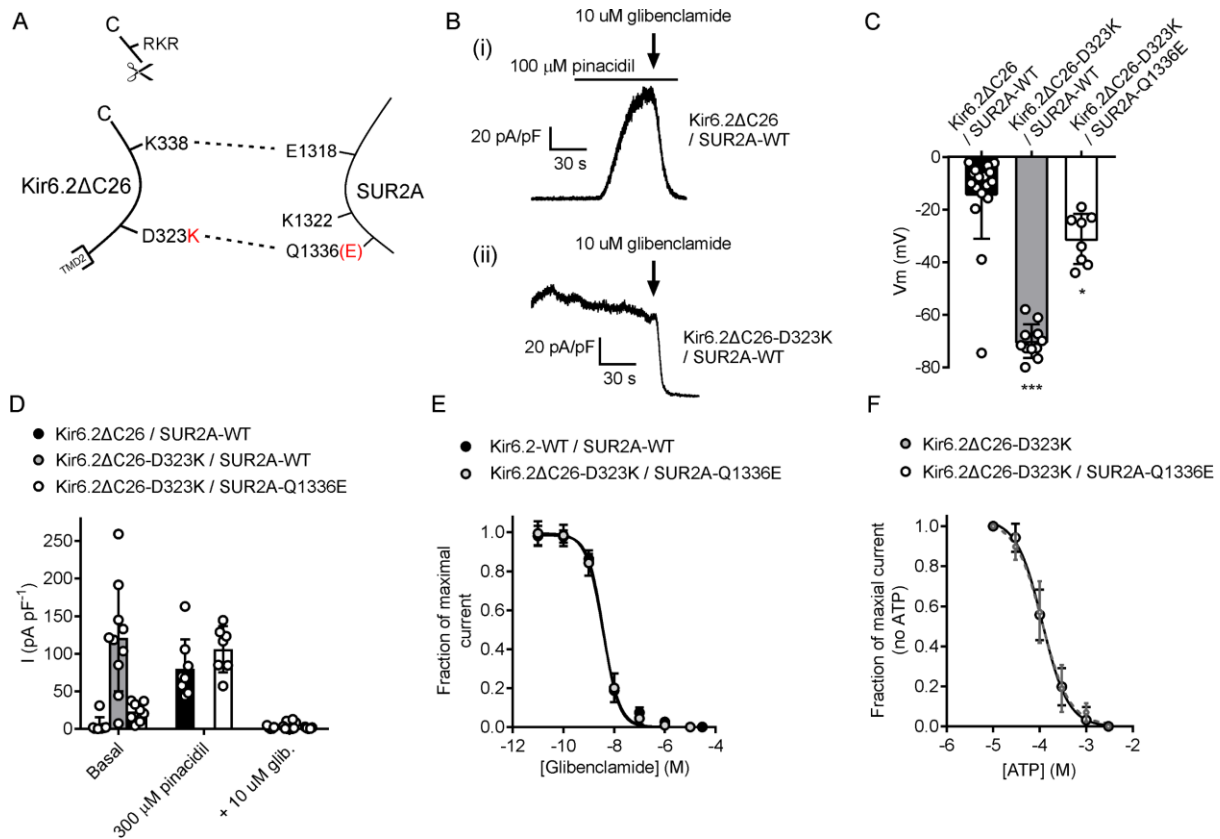 A
C
RKR
C
K338
E1318
Kir6.2ΔC26
SUR2A
K1322
D323K
Q1336(E)
TMD2
B
10 uM glibenclamide
(i)
100 μM pinacidil
20 pA/pF
30 s
Kir6.2ΔC26
/ SUR2A-WT
10 uM glibenclamide
(ii)
20 pA/pF
30 s
Kir6.2ΔC26-D323K
/ SUR2A-WT
C
Kir6.2ΔC26
/ SUR2A-WT
Kir6.2ΔC26-D323K
/ SUR2A-WT
Kir6.2ΔC26-D323K
/ SUR2A-Q1336E
0
-20
-40
-60
-80
Vm (mV)
***
*
D
Kir6.2ΔC26 / SUR2A-WT
Kir6.2ΔC26-D323K / SUR2A-WT
Kir6.2ΔC26-D323K / SUR2A-Q1336E
I (pA pF⁻¹)
250
200
150
100
50
0
Basal
300 μM pinacidil
+ 10 uM glib.
E
Kir6.2-WT / SUR2A-WT
Kir6.2ΔC26-D323K / SUR2A-Q1336E
Fraction of maximal
current
1.0
0.8
0.6
0.4
0.2
0.0
-12 -10 -8 -6 -4
[Glibenclamide] (M)
F
Kir6.2ΔC26-D323K
Kir6.2ΔC26-D323K / SUR2A-Q1336E
Fraction of maxial current
(no ATP)
1.0
0.8
0.6
0.4
0.2
0.0
-6 -5 -4 -3 -2
[ATP] (M)